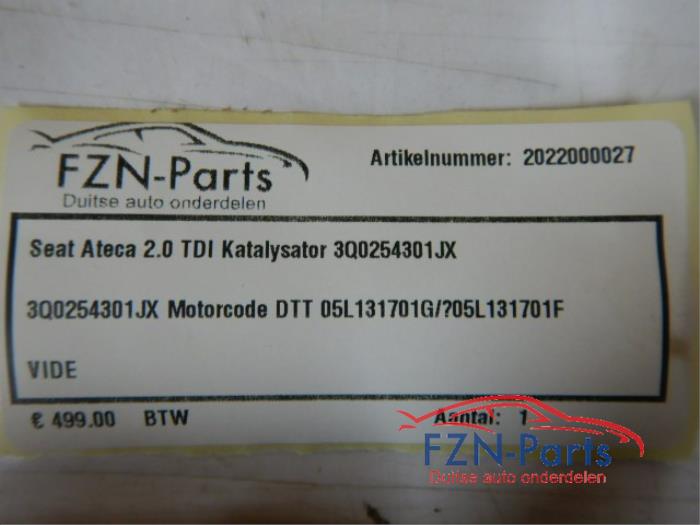 FZN-Parts
Duitse auto onderdelen
Artikelnummer: 2022000027
Seat Ateca 2.0 TDI Katalysator 3Q0254301JX
3Q0254301JX Motorcode DTT 05L131701G/?05L131701F
VIDE
€ 499.00 BTW
Aantal: 1
FZN-Parts
Duitse auto onderdelen